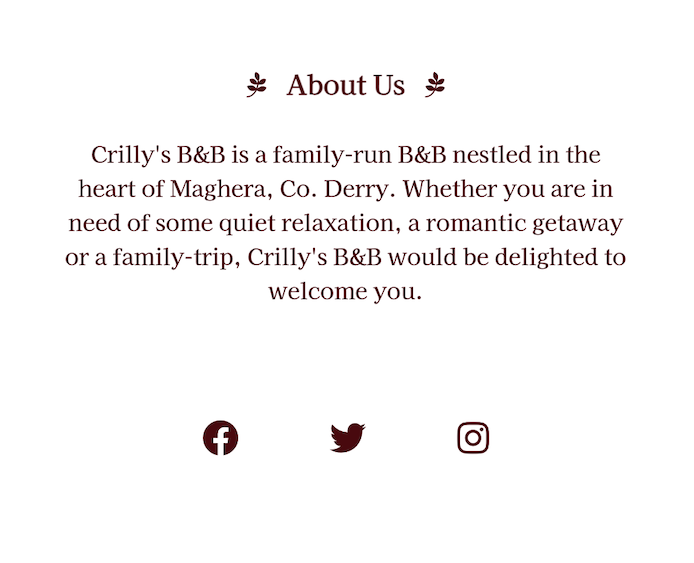 About Us
Crilly's B&B is a family-run B&B nestled in the
heart of Maghera, Co. Derry. Whether you are in
need of some quiet relaxation, a romantic getaway
or a family-trip, Crilly's B&B would be delighted to
welcome you.